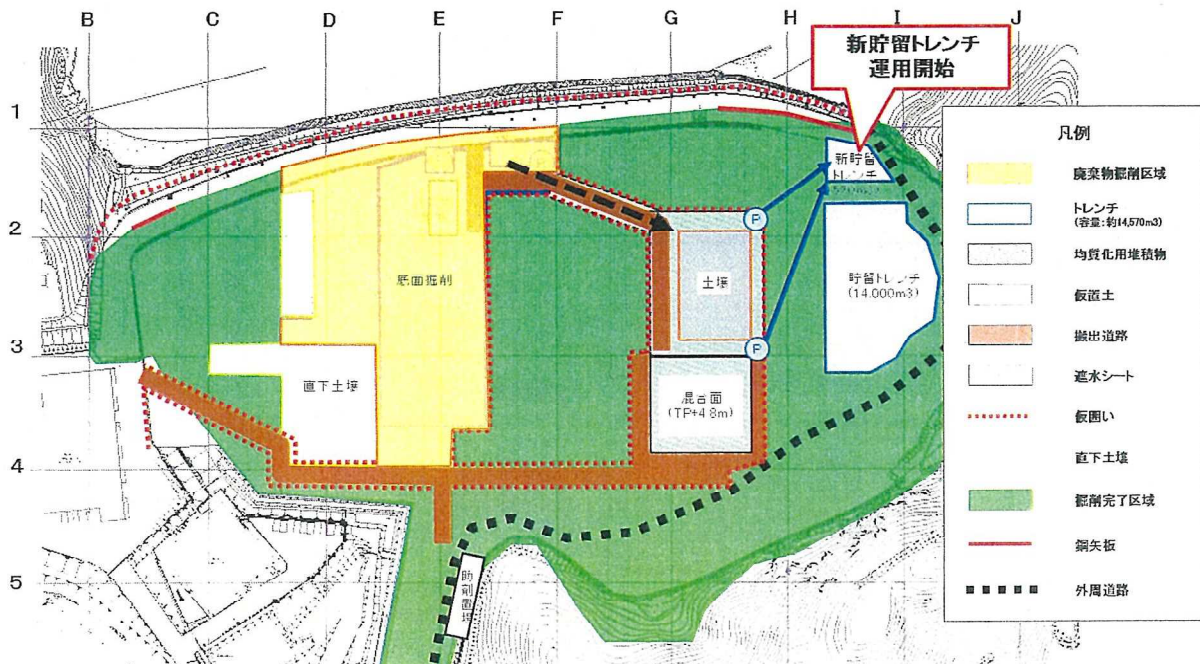 B C D E F G H I J
新貯留トレンチ
運用開始
1
2
3
4
5
新貯留
トレンチ
P
土壌
底面掘削
貯留トレンチ
(14,000m3)
P
直下土壌
混合面
(TP+4.8m)
助剤置場
凡例
廃棄物掘削区域
トレンチ
(容量:約14,570m3)
均質化用堆積物
仮置土
搬出道路
遮水シート
仮囲い
直下土壌
掘削完了区域
鋼矢板
外周道路